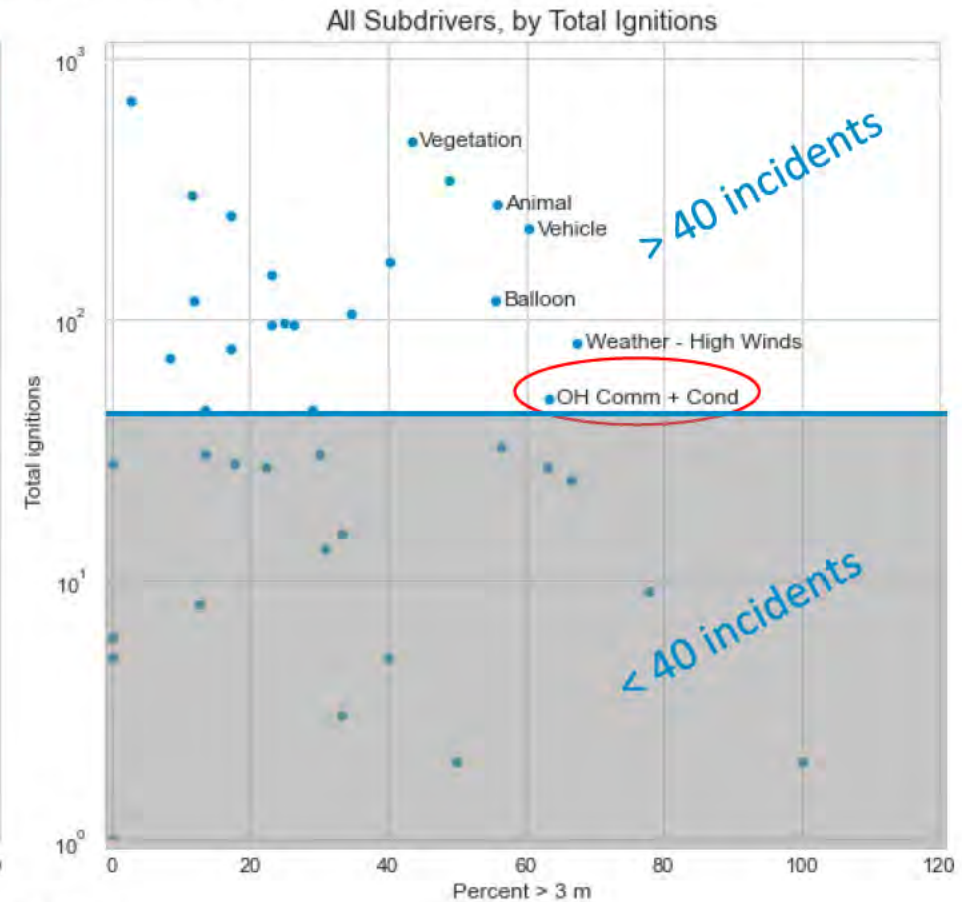 All Subdrivers, by Total Ignitions
10³
Vegetation
Animal
Vehicle
> 40 incidents
Balloon
10²
Weather - High Winds
OH Comm + Cond
Total ignitions
10¹
< 40 incidents
10⁰
0 20 40 60 80 100 120
Percent > 3 m